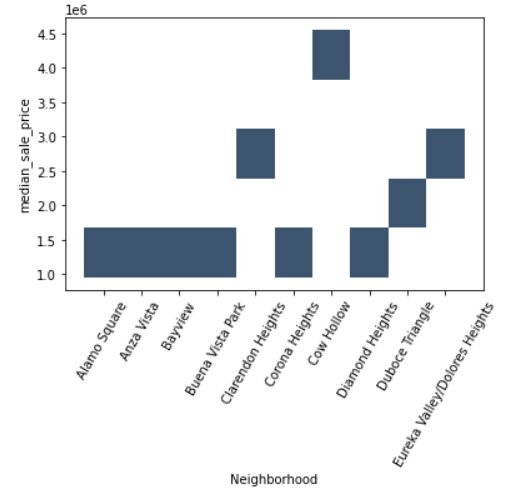 1e6
4.5
4.0
3.5
3.0
2.5
2.0
1.5
1.0
median_sale_price
Alamo Square
Anza Vista
Bayview
Buena Vista Park
Clarendon Heights
Corona Heights
Cow Hollow
Diamond Heights
Duboce Triangle
Eureka Valley/Dolores Heights
Neighborhood